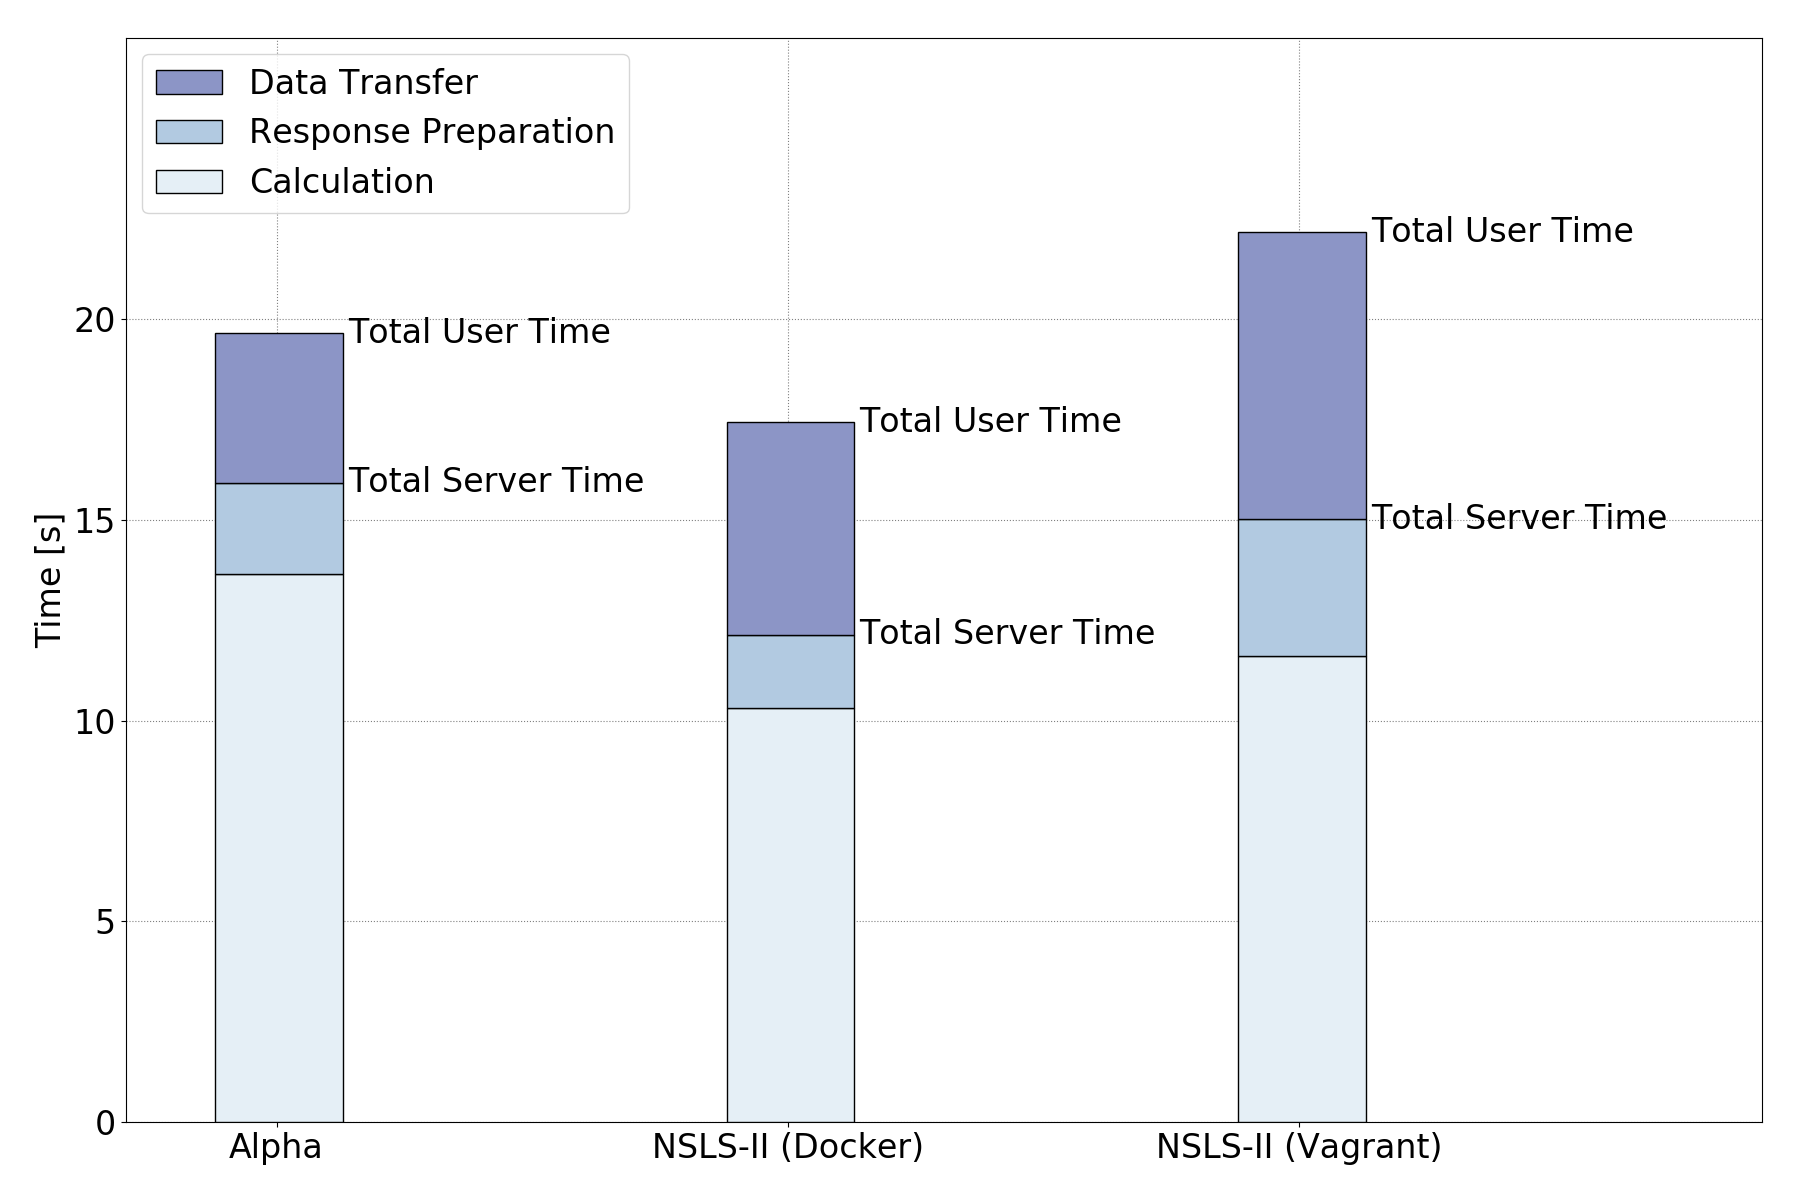 Data Transfer
Response Preparation
Calculation
Total User Time
Total User Time
Total User Time
Total Server Time
Total Server Time
Total Server Time
Time [s]
20
15
10
5
0
Alpha
NSLS-II (Docker)
NSLS-II (Vagrant)